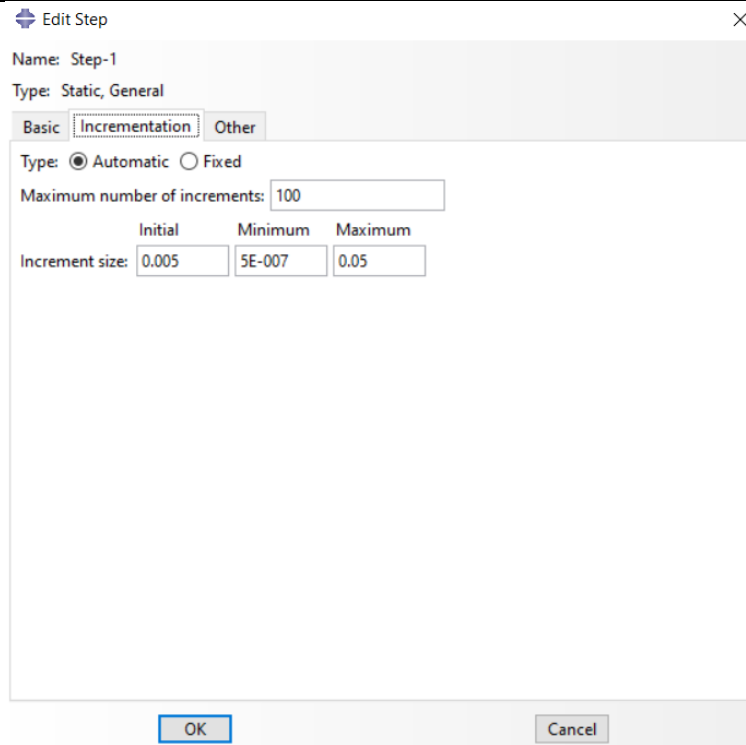 Edit Step
Name: Step-1
Type: Static, General
Basic Incrementation Other
Type: Automatic Fixed
Maximum number of increments: 100
Initial Minimum Maximum
Increment size: 0.005 5E-007 0.05
OK Cancel